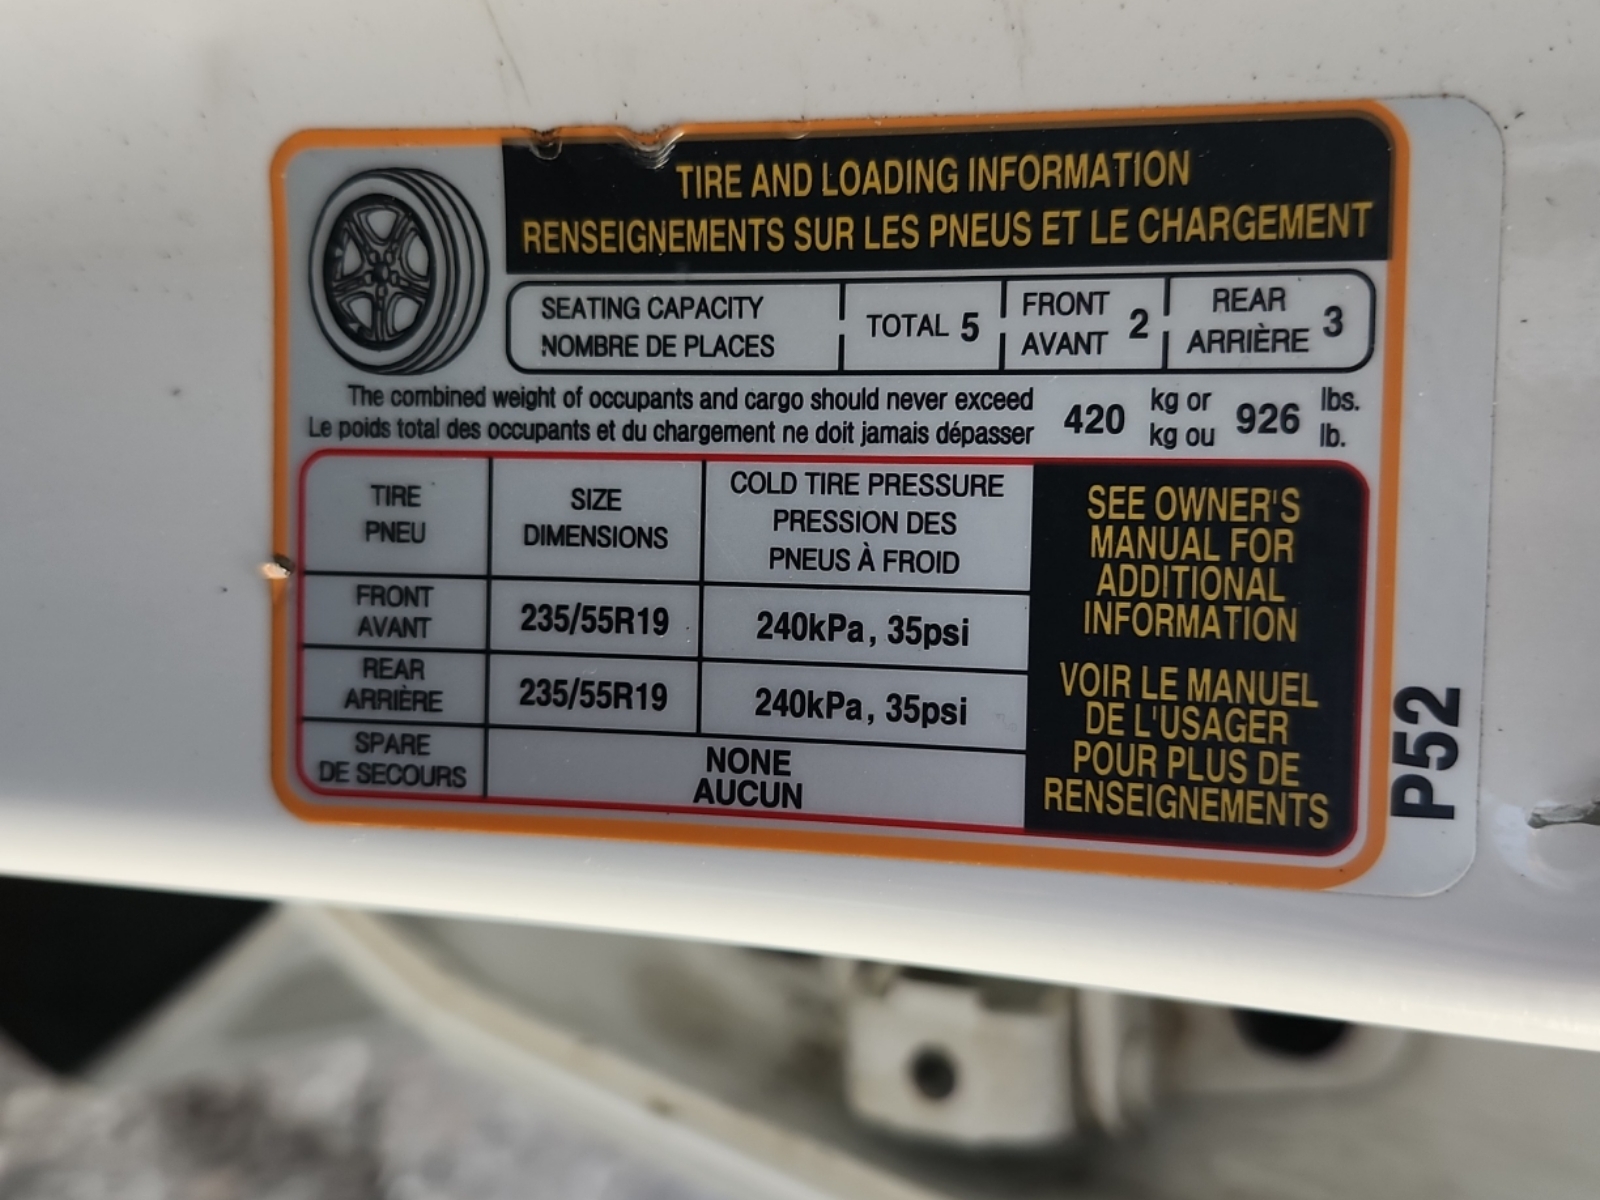 TIRE AND LOADING INFORMATION
RENSEIGNEMENTS SUR LES PNEUS ET LE CHARGEMENT
SEATING CAPACITY
NOMBRE DE PLACES
TOTAL 5
FRONT
AVANT
2
REAR
ARRIÈRE
3
The combined weight of occupants and cargo should never exceed
Le poids total des occupants et du chargement ne doit jamais dépasser
420
kg or
kg ou
926
lbs.
lb.
TIRE
PNEU
SIZE
DIMENSIONS
COLD TIRE PRESSURE
PRESSION DES
PNEUS À FROID
FRONT
AVANT
235/55R19
240kPa, 35psi
REAR
ARRIÈRE
235/55R19
240kPa, 35psi
SPARE
DE SECOURS
NONE
AUCUN
SEE OWNER'S
MANUAL FOR
ADDITIONAL
INFORMATION
VOIR LE MANUEL
DE L'USAGER
POUR PLUS DE
RENSEIGNEMENTS
P52